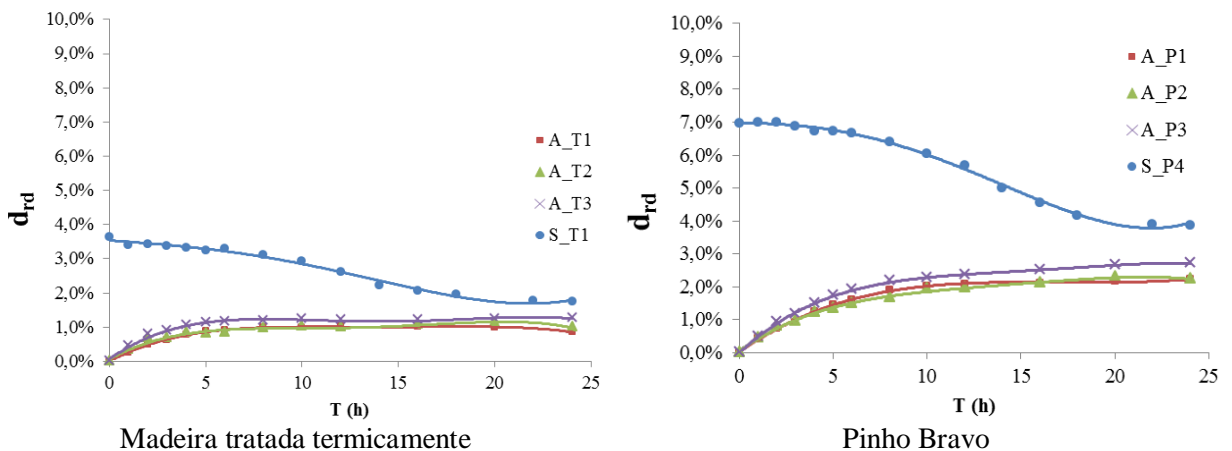 10,0%
9,0%
8,0%
7,0%
6,0%
5,0%
4,0%
3,0%
2,0%
1,0%
0,0%
d_rd
0 5 10 15 20 25
T (h)
A_T1
A_T2
A_T3
S_T1
Madeira tratada termicamente
10,0%
9,0%
8,0%
7,0%
6,0%
5,0%
4,0%
3,0%
2,0%
1,0%
0,0%
d_rd
0 5 10 15 20 25
T (h)
A_P1
A_P2
A_P3
S_P4
Pinho Bravo